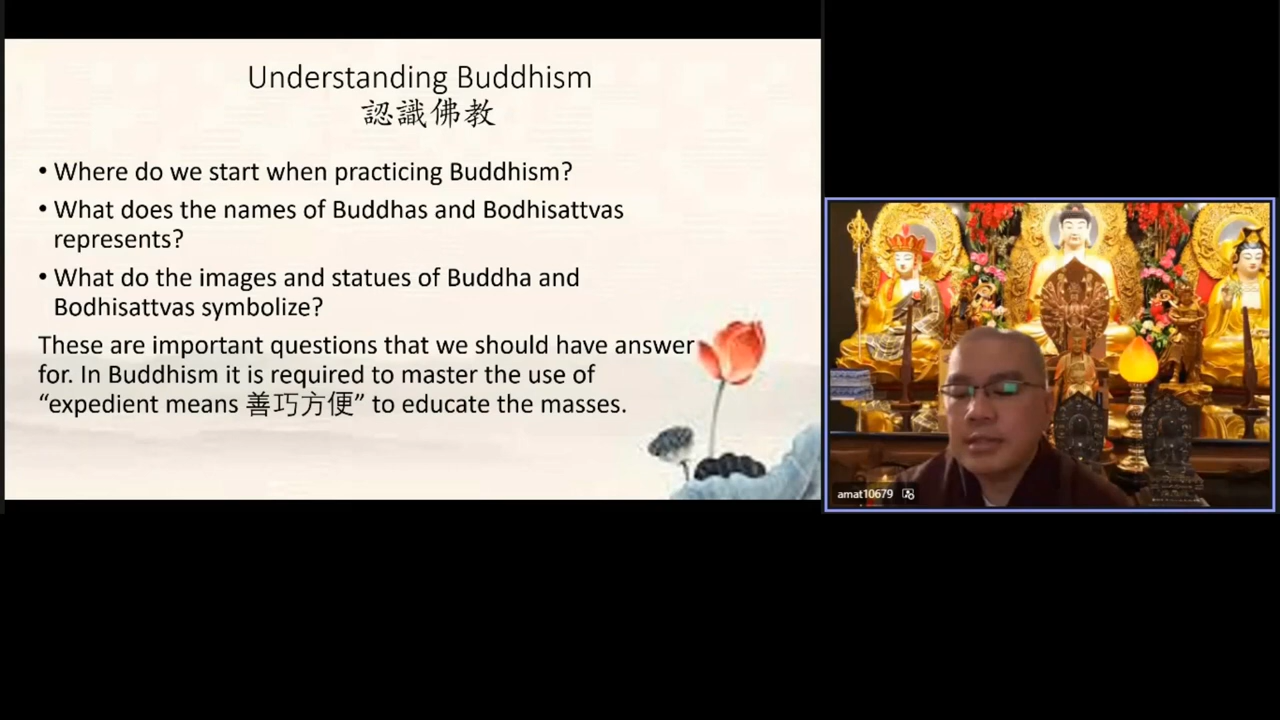 Understanding Buddhism
認識佛教
• Where do we start when practicing Buddhism?
• What does the names of Buddhas and Bodhisattvas
represents?
• What do the images and statues of Buddha and
Bodhisattvas symbolize?
These are important questions that we should have answer
for. In Buddhism it is required to master the use of
“expedient means 善巧方便” to educate the masses.
amat10679